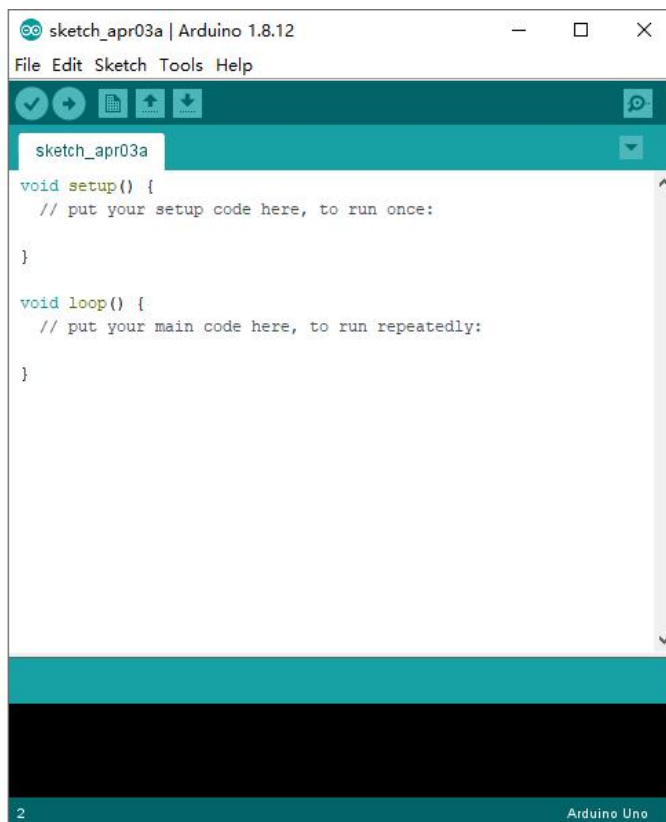 sketch_apr03a | Arduino 1.8.12
File Edit Sketch Tools Help
sketch_apr03a
void setup() {
  // put your setup code here, to run once:
}
void loop() {
  // put your main code here, to run repeatedly:
}
2 Arduino Uno